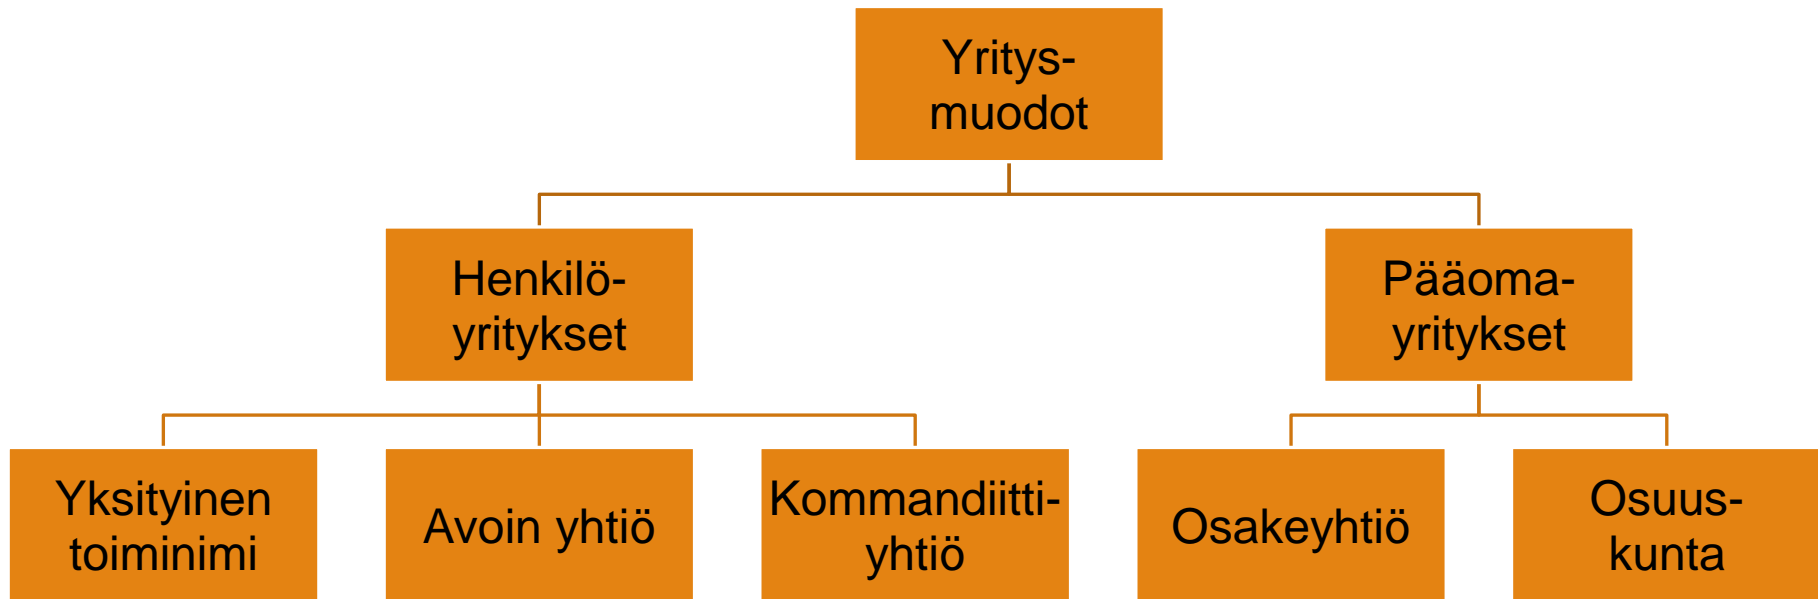 Yritys-
muodot
Henkilö-
yritykset
Pääoma-
yritykset
Yksityinen
toiminimi
Avoin yhtiö
Kommandiitti-
yhtiö
Osakeyhtiö
Osuus-
kunta